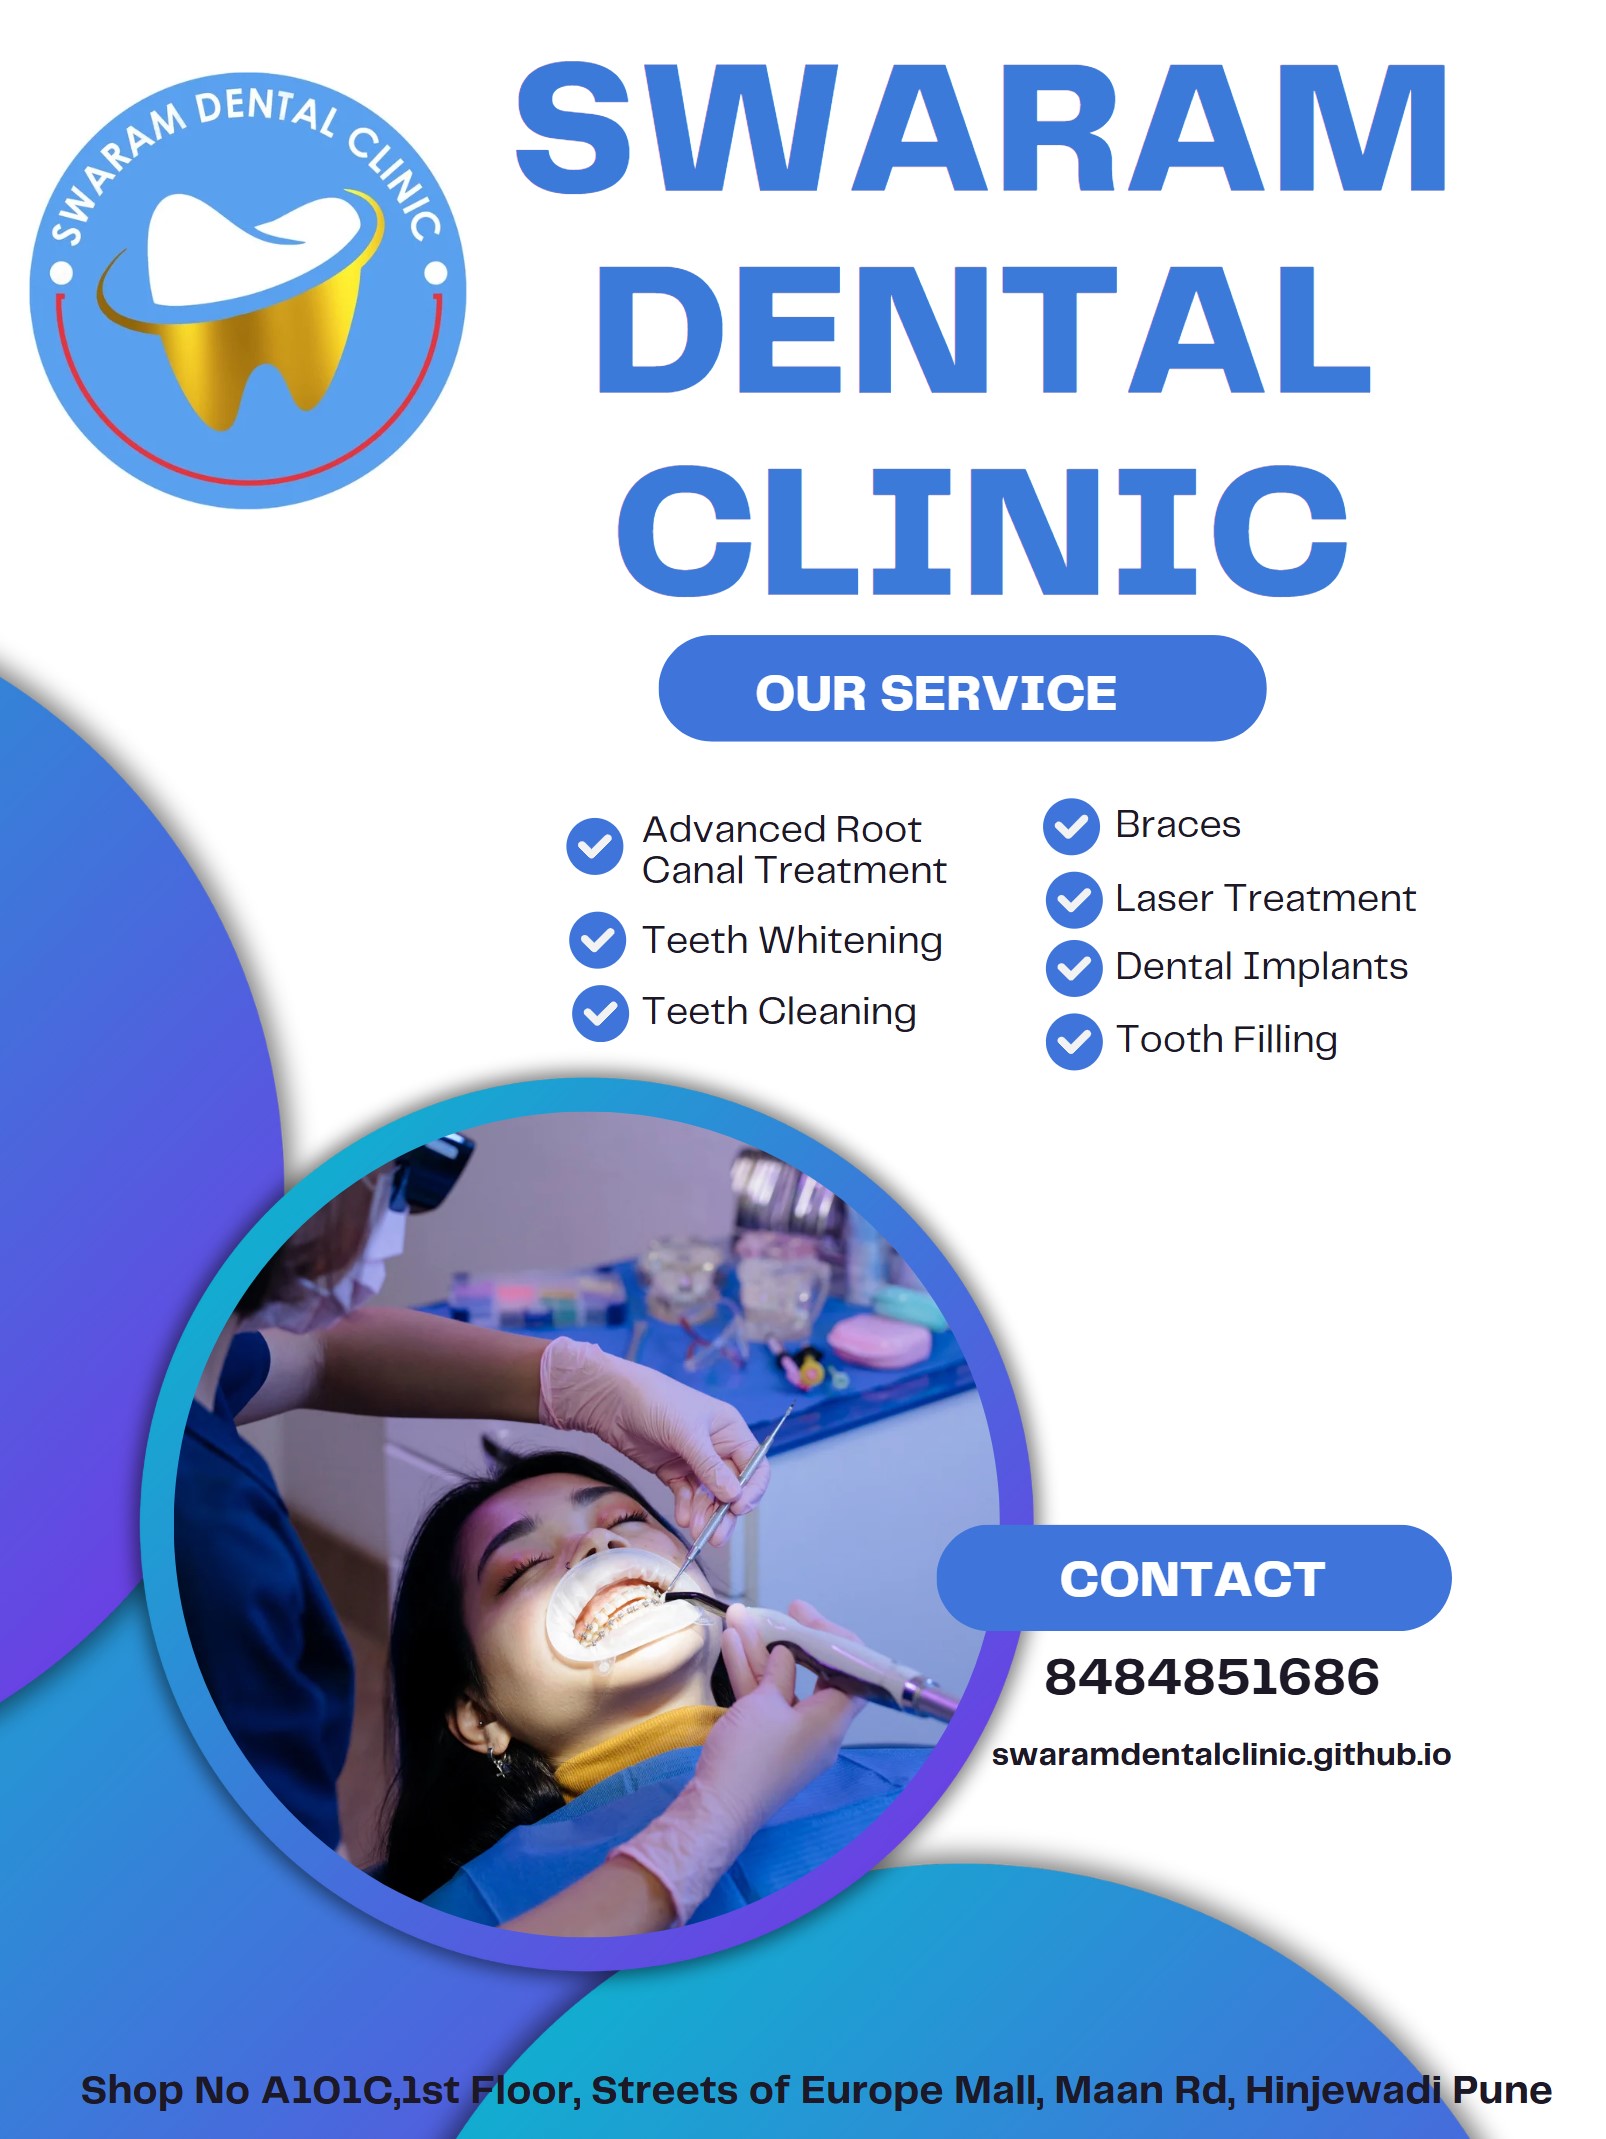 SWARAM DENTAL CLINIC
SWARAM
DENTAL
CLINIC
OUR SERVICE
Advanced Root
Canal Treatment
Teeth Whitening
Teeth Cleaning
Braces
Laser Treatment
Dental Implants
Tooth Filling
CONTACT
8484851686
swaramdentalclinic.github.io
Shop No A101C,1st Floor, Streets of Europe Mall, Maan Rd, Hinjewadi Pune